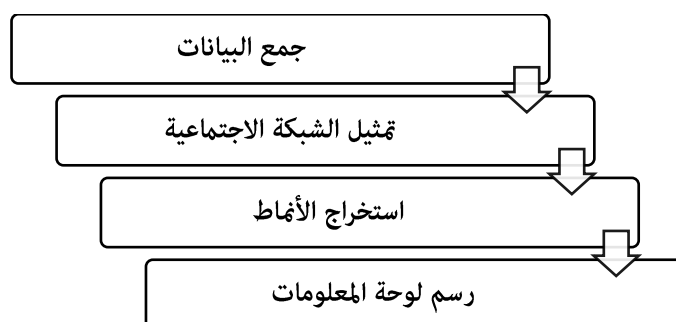 جمع البيانات
تمثيل الشبكة الاجتماعية
استخراج الأنماط
رسم لوحة المعلومات